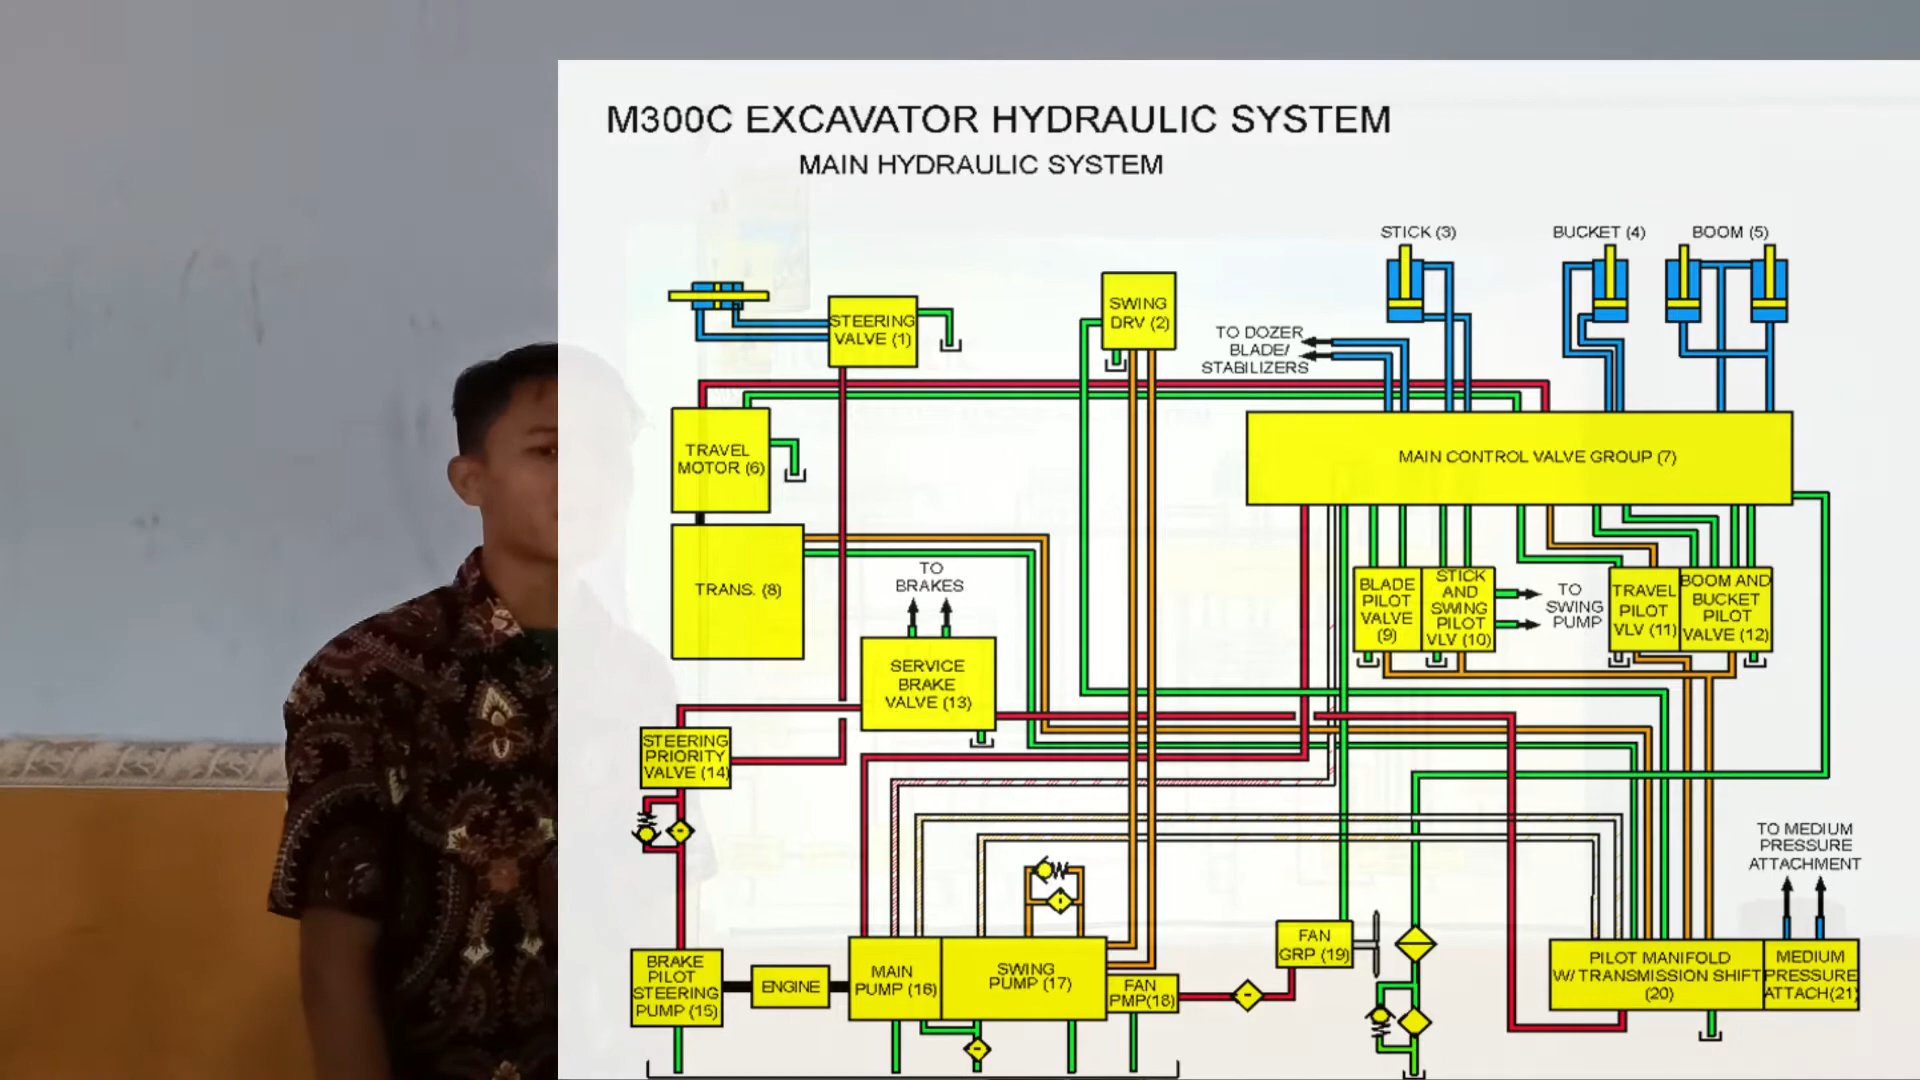 M300C EXCAVATOR HYDRAULIC SYSTEM
MAIN HYDRAULIC SYSTEM
STICK (3)
BUCKET (4)
BOOM (5)
STEERING
VALVE (1)
SWING
DRV (2)
TO DOZER
BLADE/
STABILIZERS
TRAVEL
MOTOR (6)
MAIN CONTROL VALVE GROUP (7)
TRANS. (8)
TO
BRAKES
BLADE
PILOT
VALVE
(9)
STICK
AND
SWING
PILOT
VLV (10)
TO
SWING
PUMP
TRAVEL
PILOT
VLV (11)
BOOM AND
BUCKET
PILOT
VALVE (12)
SERVICE
BRAKE
VALVE (13)
STEERING
PRIORITY
VALVE (14)
TO MEDIUM
PRESSURE
ATTACHMENT
BRAKE
PILOT
STEERING
PUMP (15)
ENGINE
MAIN
PUMP (16)
SWING
PUMP (17)
FAN
PMP(18)
FAN
GRP (19)
PILOT MANIFOLD
W/ TRANSMISSION SHIFT
(20)
MEDIUM
PRESSURE
ATTACH(21)